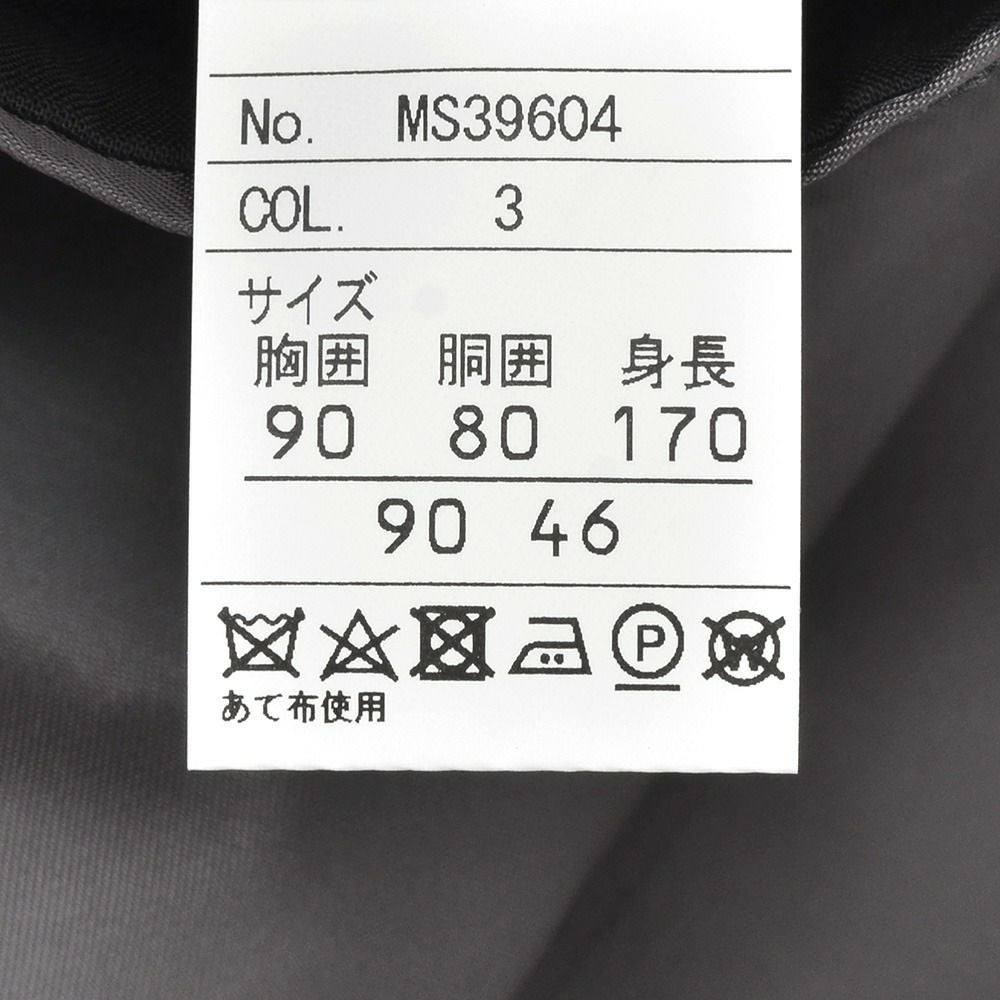 No. MS39604
COL. 3
サイズ
胸囲 胴囲 身長
90 80 170
90 46
P W
あて布使用